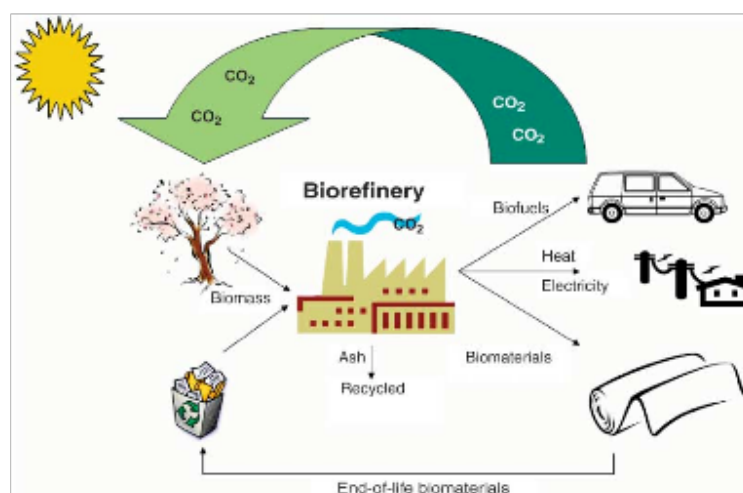 CO₂
CO₂
CO₂
CO₂
Biorefinery
CO₂
Biofuels
Heat
Electricity
Biomass
Ash
Recycled
Biomaterials
End-of-life biomaterials